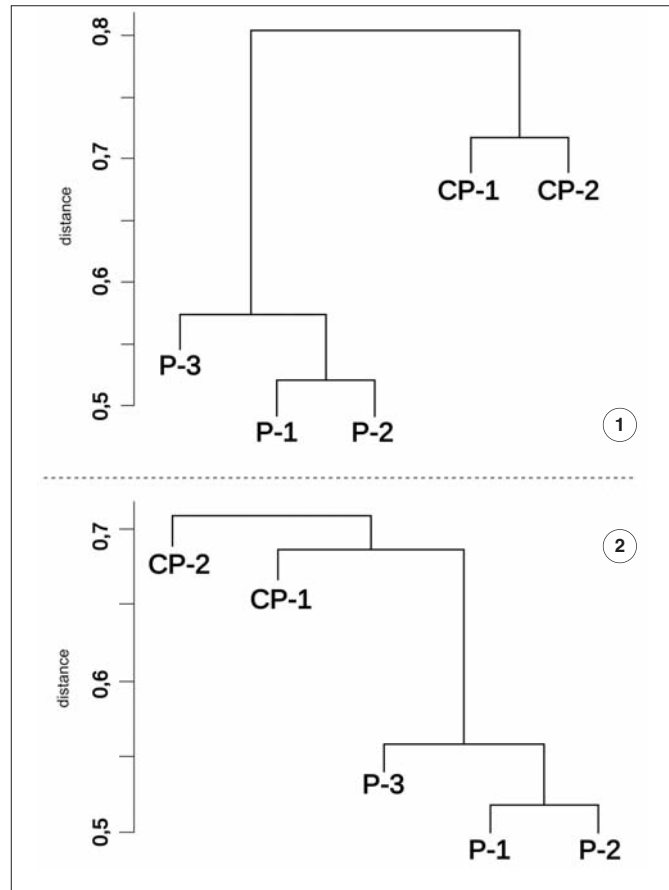 0,8
0,7
CP-1 CP-2
distance
0,6
P-3
0,5
P-1 P-2
1
0,7
2
CP-2
CP-1
0,6
distance
P-3
0,5
P-1 P-2